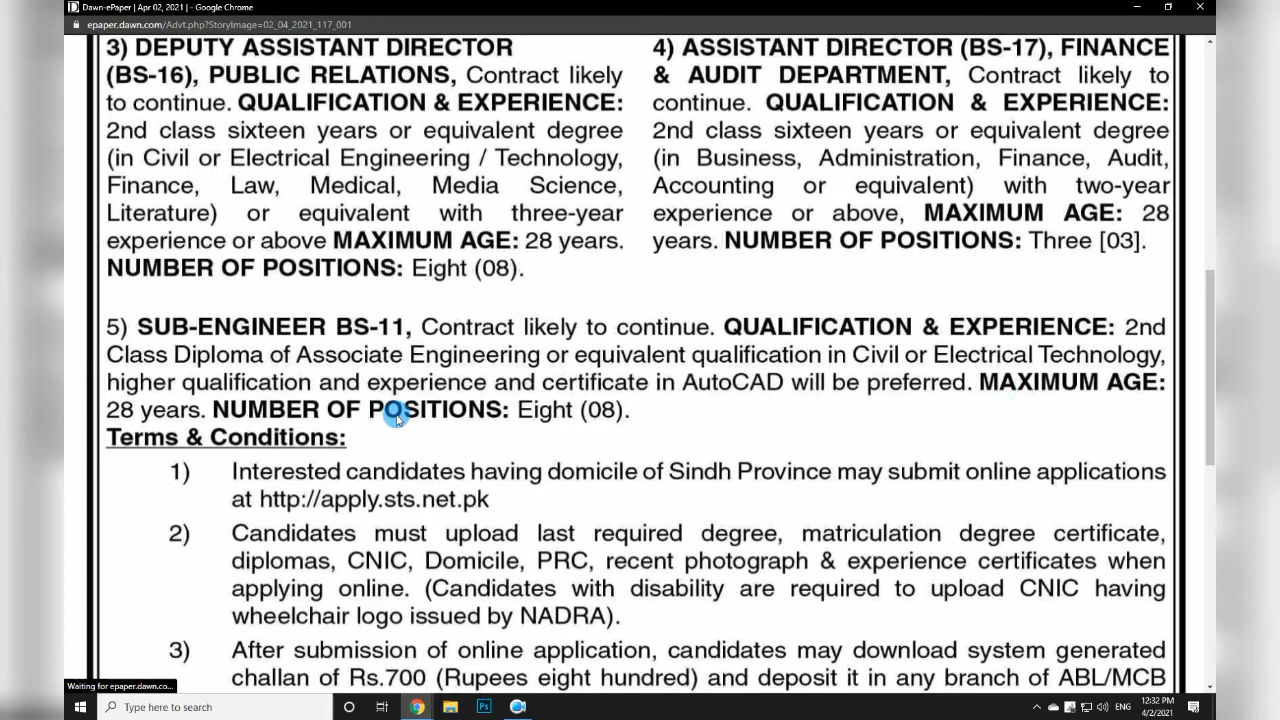 Dawn-ePaper | Apr 02, 2021 | - Google Chrome
epaper.dawn.com/Advt.php?StoryImage=02_04_2021_117_001
3) DEPUTY ASSISTANT DIRECTOR
(BS-16), PUBLIC RELATIONS, Contract likely
to continue. QUALIFICATION & EXPERIENCE:
2nd class sixteen years or equivalent degree
(in Civil or Electrical Engineering / Technology,
Finance, Law, Medical, Media Science,
Literature) or equivalent with three-year
experience or above MAXIMUM AGE: 28 years.
NUMBER OF POSITIONS: Eight (08).
4) ASSISTANT DIRECTOR (BS-17), FINANCE
& AUDIT DEPARTMENT, Contract likely to
continue. QUALIFICATION & EXPERIENCE:
2nd class sixteen years or equivalent degree
(in Business, Administration, Finance, Audit,
Accounting or equivalent) with two-year
experience or above, MAXIMUM AGE: 28
years. NUMBER OF POSITIONS: Three [03].
5) SUB-ENGINEER BS-11, Contract likely to continue. QUALIFICATION & EXPERIENCE: 2nd
Class Diploma of Associate Engineering or equivalent qualification in Civil or Electrical Technology,
higher qualification and experience and certificate in AutoCAD will be preferred. MAXIMUM AGE:
28 years. NUMBER OF POSITIONS: Eight (08).
Terms & Conditions:
1) Interested candidates having domicile of Sindh Province may submit online applications
at http://apply.sts.net.pk
2) Candidates must upload last required degree, matriculation degree certificate,
diplomas, CNIC, Domicile, PRC, recent photograph & experience certificates when
applying online. (Candidates with disability are required to upload CNIC having
wheelchair logo issued by NADRA).
3) After submission of online application, candidates may download system generated
challan of Rs.700 (Rupees eight hundred) and deposit it in any branch of ABL/MCB
Waiting for epaper.dawn.co...
Type here to search
Ps
ENG
12:32 PM
4/2/2021